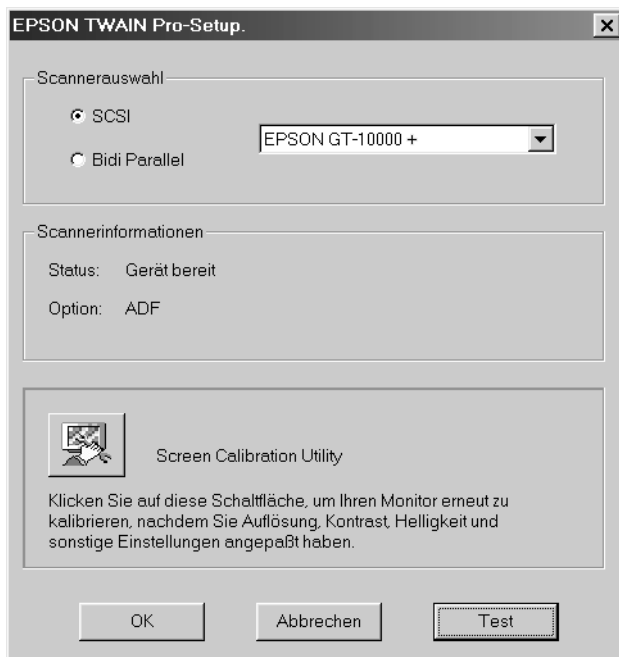 EPSON TWAIN Pro-Setup.
Scannerauswahl
SCSI
EPSON GT-10000 +
Bidi Parallel
Scannerinformationen
Status: Gerät bereit
Option: ADF
Screen Calibration Utility
Klicken Sie auf diese Schaltfläche, um Ihren Monitor erneut zu
kalibrieren, nachdem Sie Auflösung, Kontrast, Helligkeit und
sonstige Einstellungen angepaßt haben.
OK Abbrechen Test